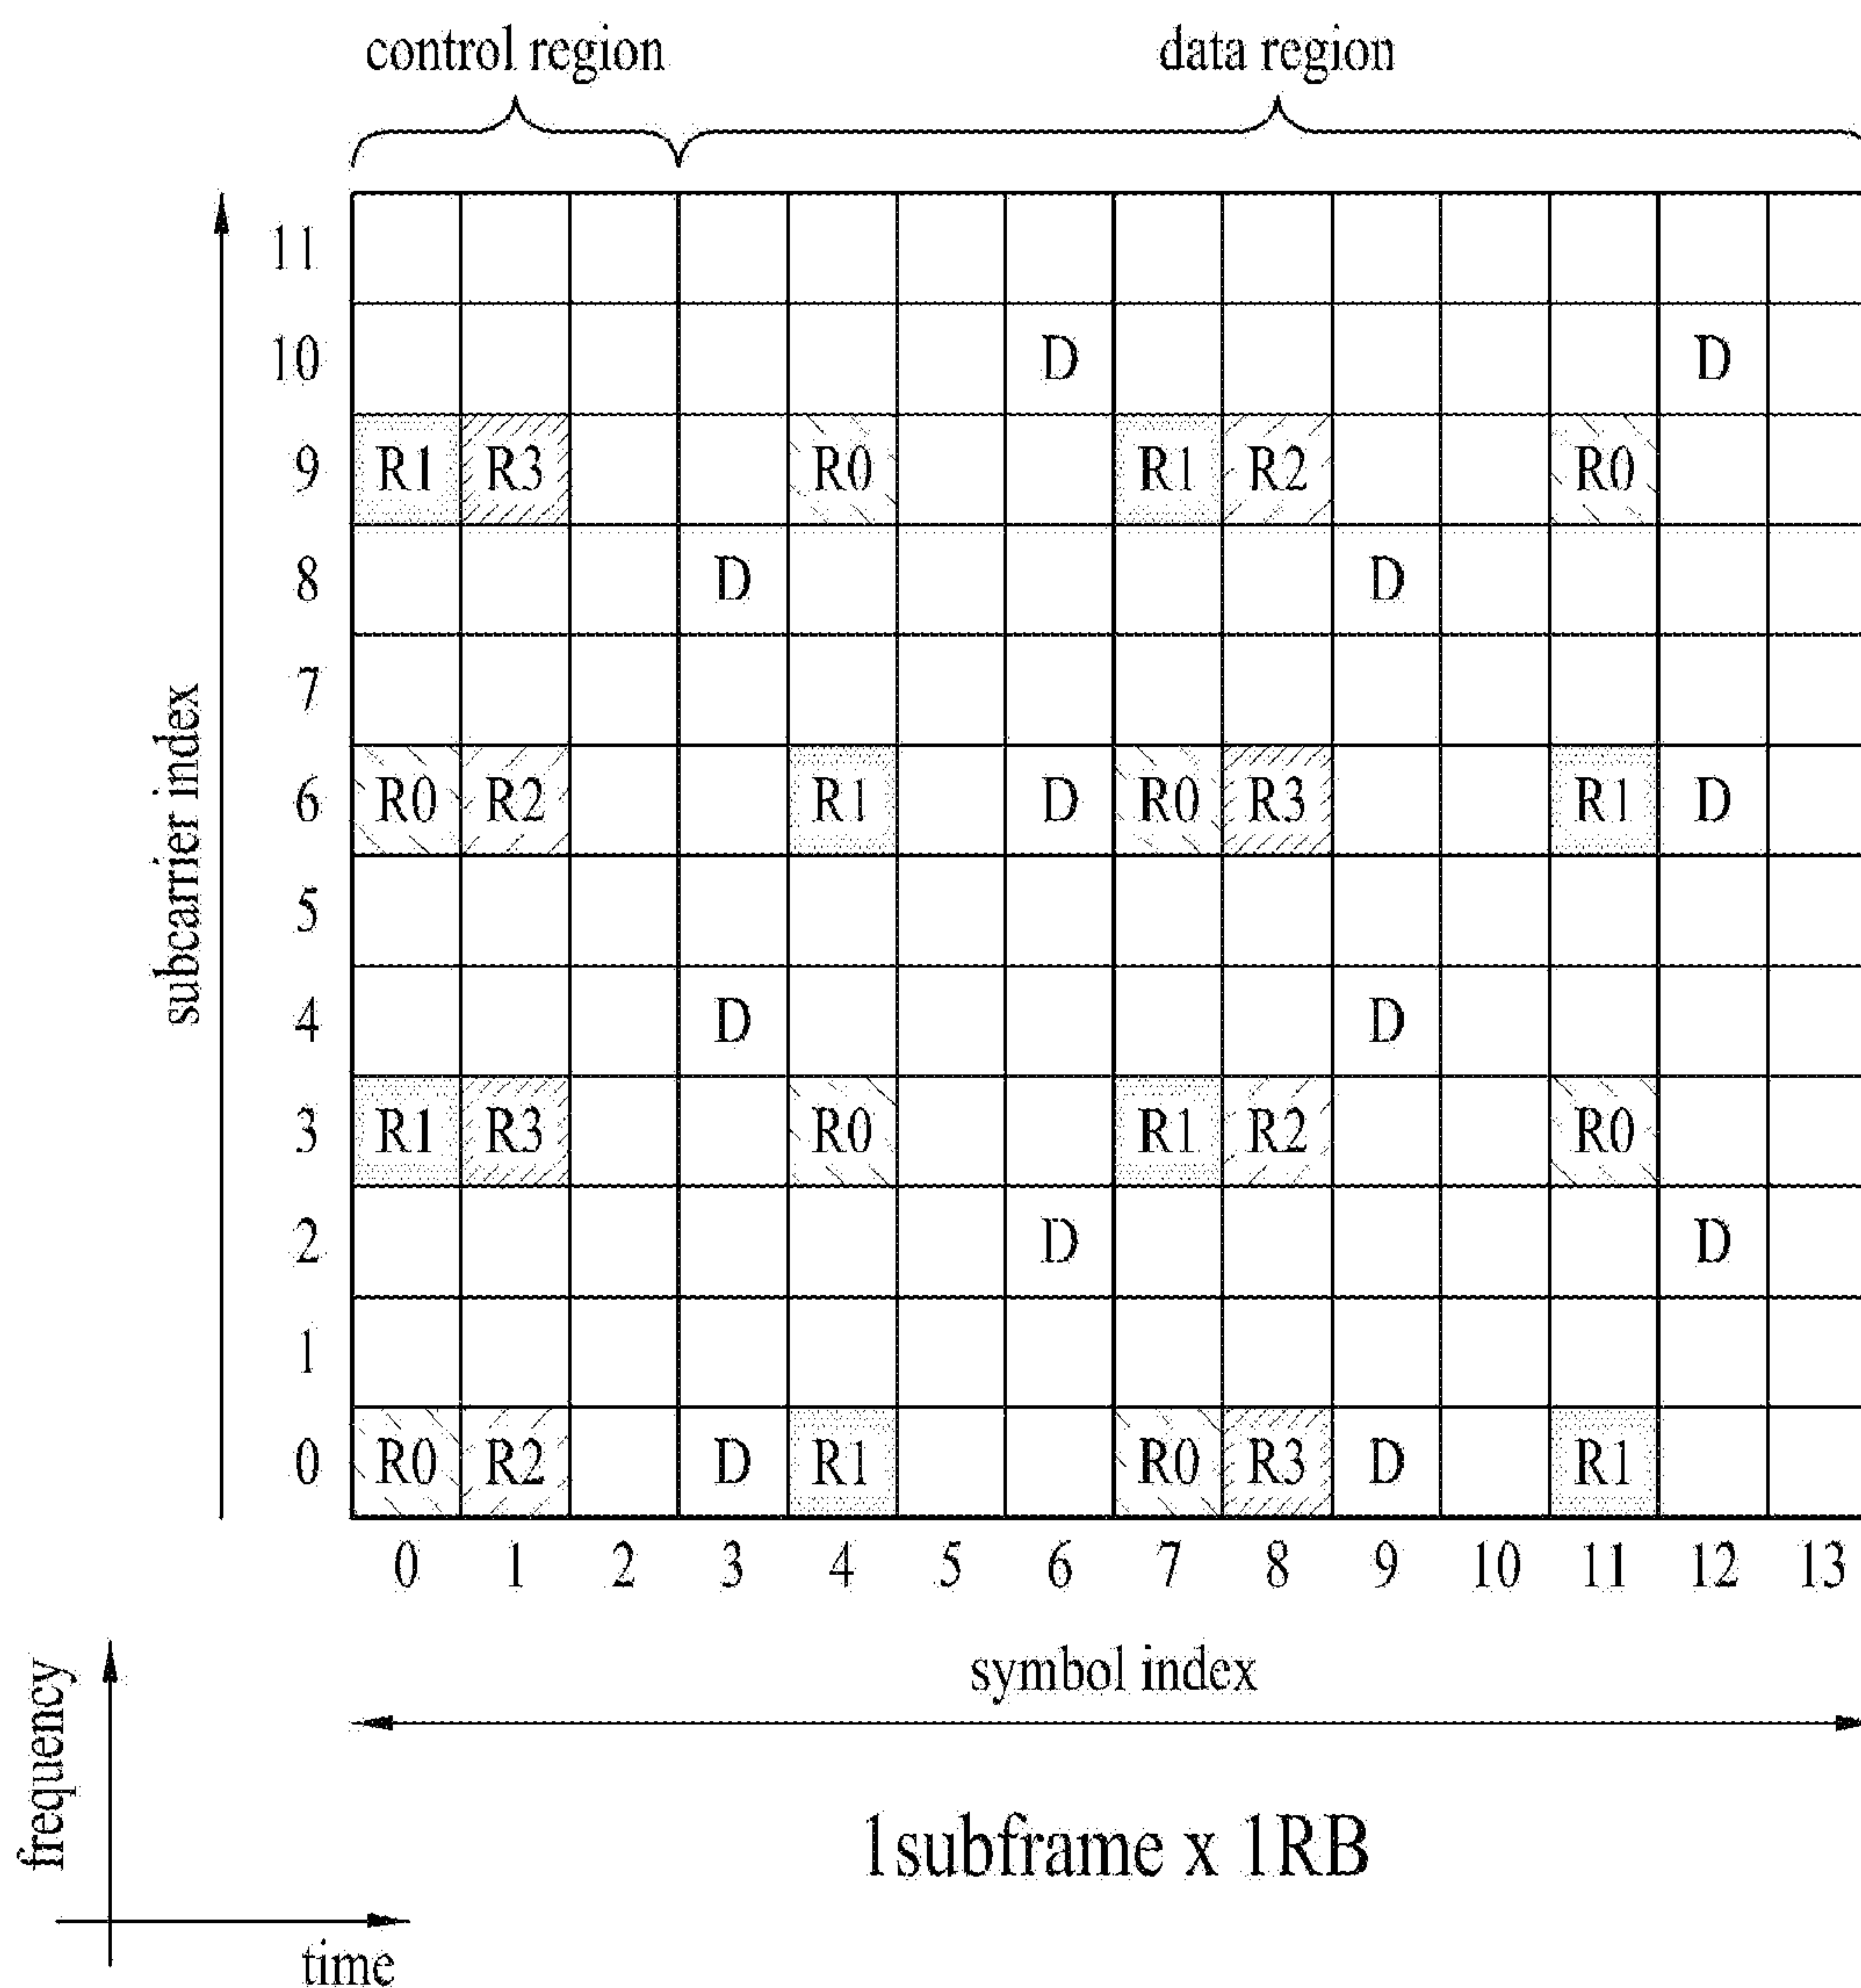 control region data region
11
10 D D
9 R1 R3 R0 R1 R2 R0
8 D D
7
6 R0 R2 R1 D R0 R3 R1 D
5
4 D D
3 R1 R3 R0 R1 R2 R0
2 D D
1
0 R0 R2 D R1 R0 R3 D R1
subcarrier index
0 1 2 3 4 5 6 7 8 9 10 11 12 13
symbol index
frequency
time
1subframe x 1RB